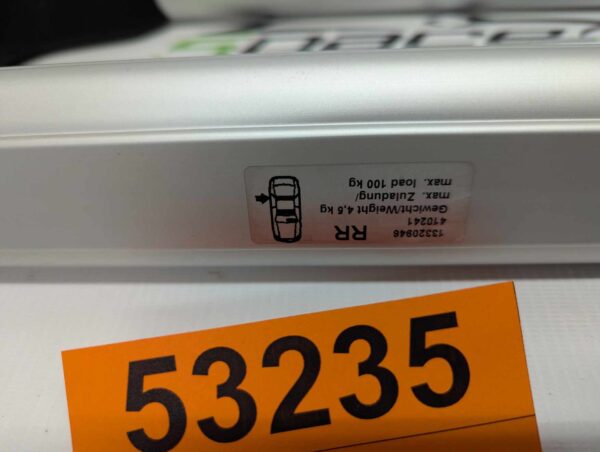 13320946
410241
RR
Gewicht/Weight 4,5 kg
max. Zuladung/
max. load 100 kg
53235